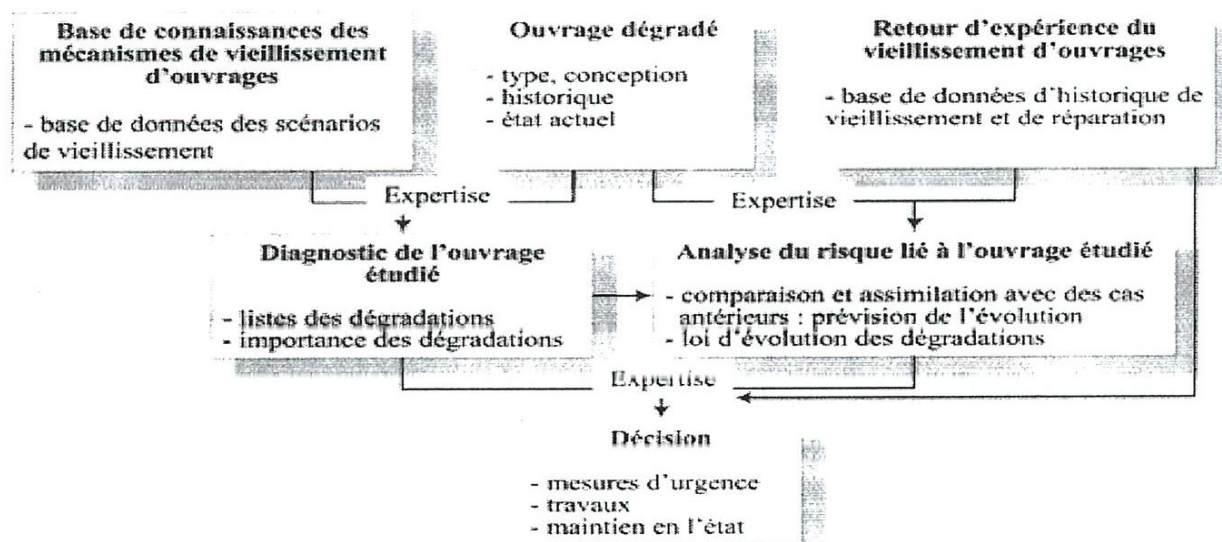 Base de connaissances des
mécanismes de vieillissement
d'ouvrages
- base de données des scénarios
de vieillissement
Ouvrage dégradé
- type, conception
- historique
- état actuel
Retour d'expérience du
vieillissement d'ouvrages
- base de données d'historique de
vieillissement et de réparation
Expertise
Expertise
Diagnostic de l'ouvrage
étudié
- listes des dégradations
- importance des dégradations
Analyse du risque lié à l'ouvrage étudié
- comparaison et assimilation avec des cas
antérieurs : prévision de l'évolution
- loi d'évolution des dégradations
Expertise
Décision
- mesures d'urgence
- travaux
- maintien en l'état